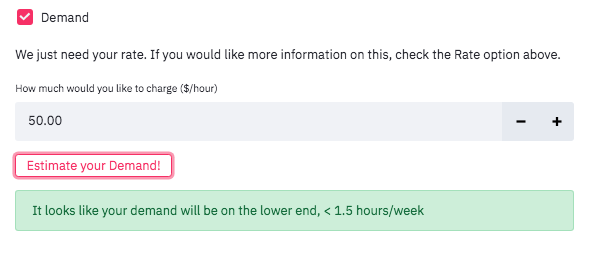 Demand
We just need your rate. If you would like more information on this, check the Rate option above.
How much would you like to charge ($/hour)
50.00 − +
Estimate your Demand!
It looks like your demand will be on the lower end, < 1.5 hours/week